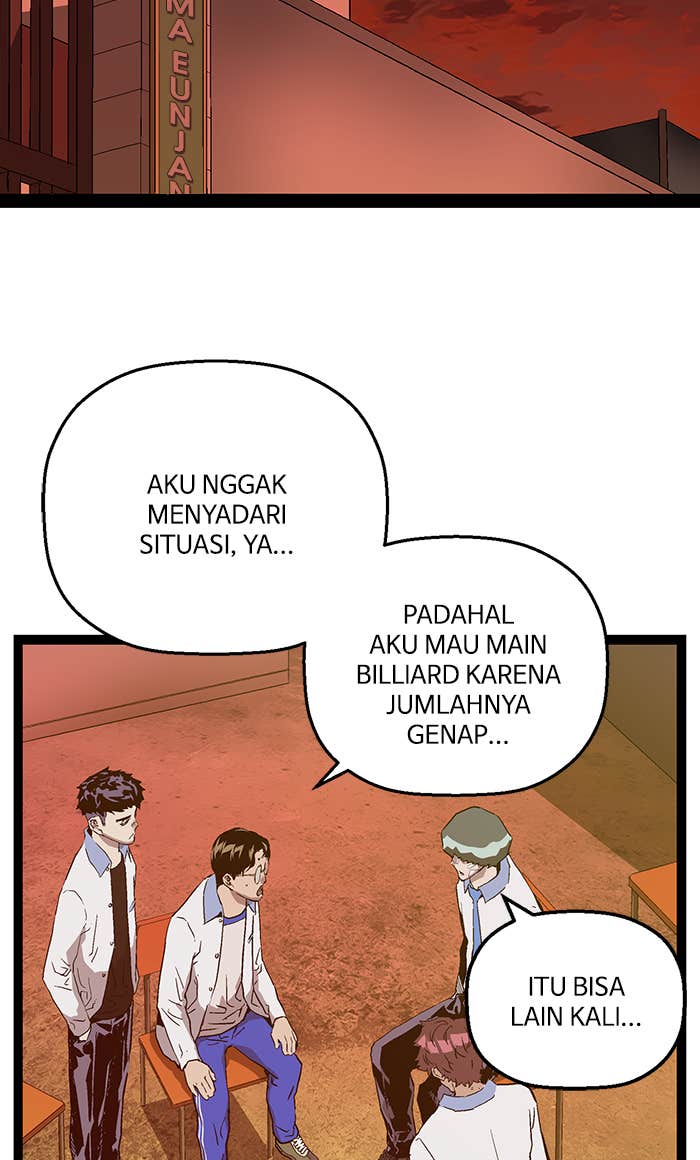 MA EUNJAN
AKU NGGAK
MENYADARI
SITUASI, YA...
PADAHAL
AKU MAU MAIN
BILLIARD KARENA
JUMLAHNYA
GENAP...
ITU BISA
LAIN KALI...